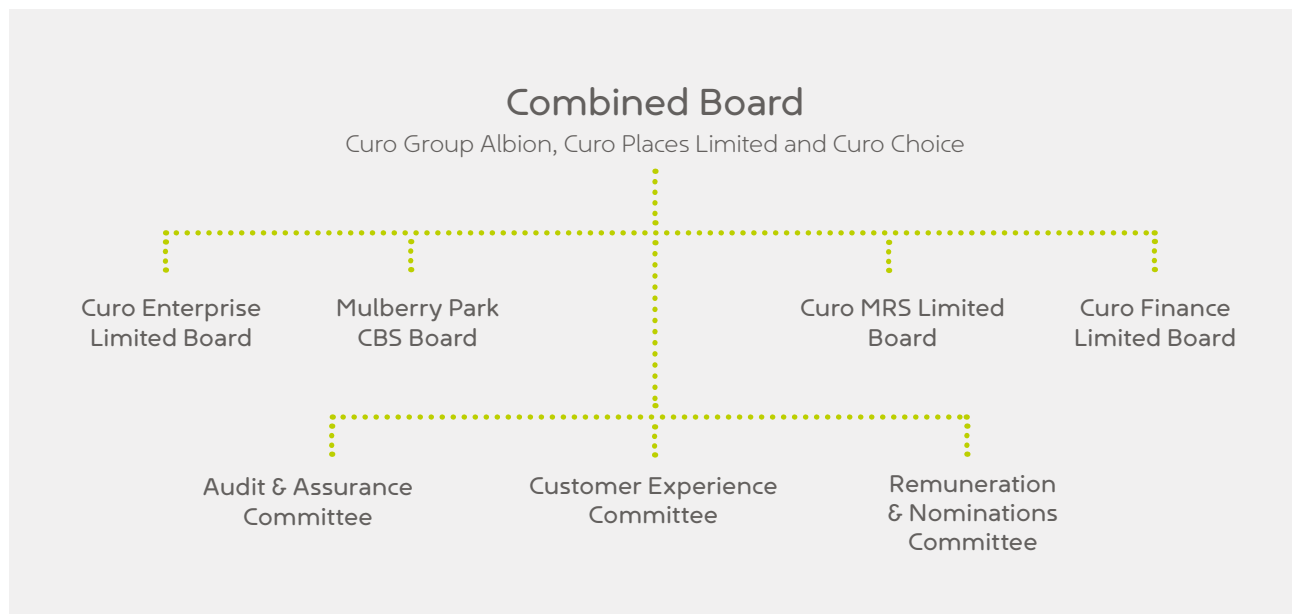 Combined Board
Curo Group Albion, Curo Places Limited and Curo Choice
Curo Enterprise
Limited Board
Mulberry Park
CBS Board
Curo MRS Limited
Board
Curo Finance
Limited Board
Audit & Assurance
Committee
Customer Experience
Committee
Remuneration
& Nominations
Committee